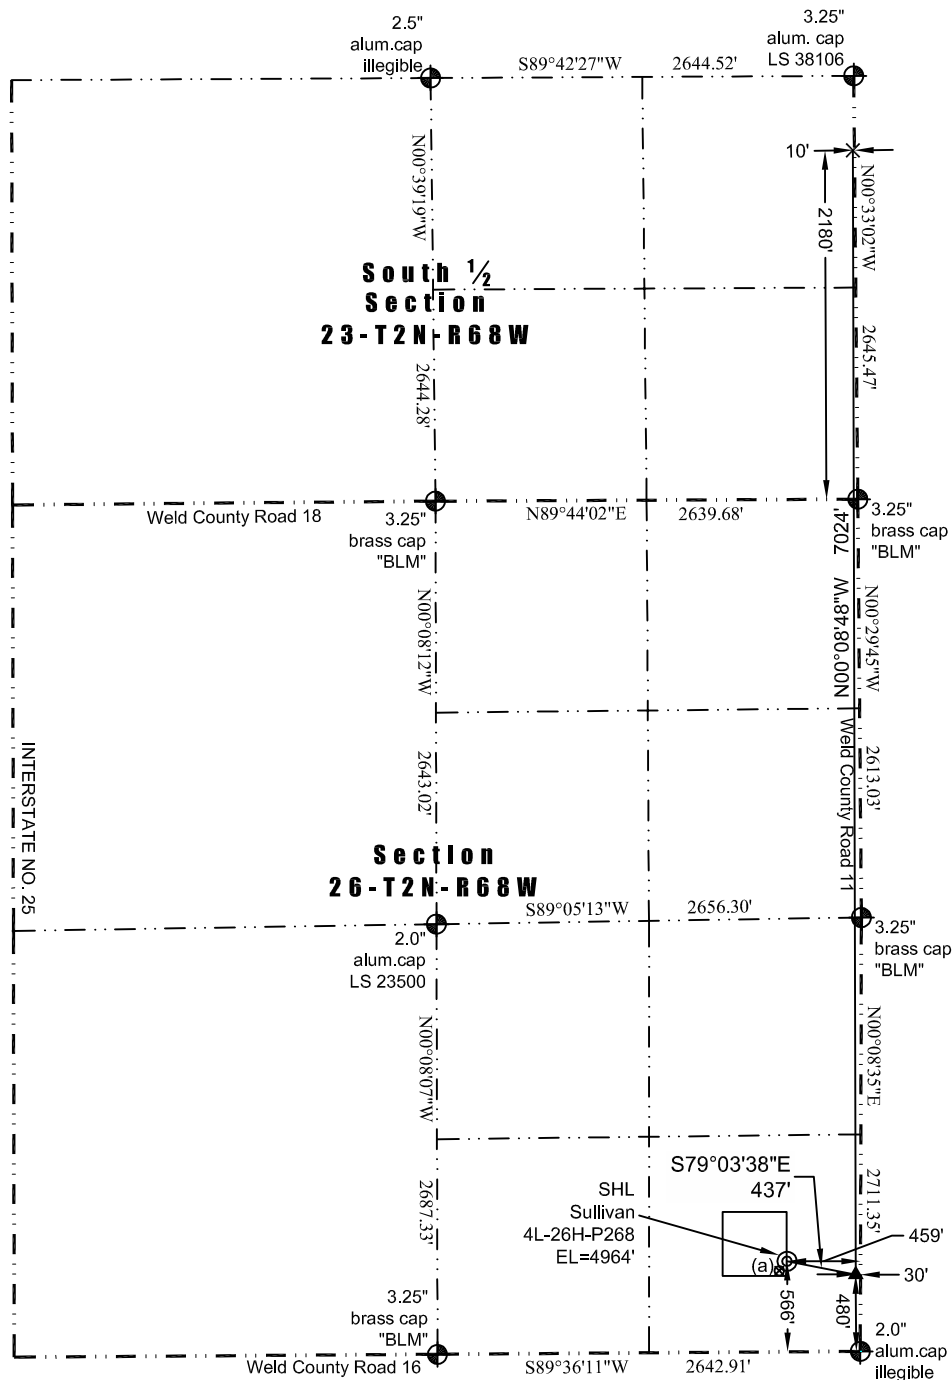 2.5"
alum.cap
illegible
3.25"
alum. cap
LS 38106
S89°42'27"W 2644.52'
10'
2180'
N00°39'19"W
2644.28'
N00°33'02"W
2645.47'
South ½
Section
23-T2N-R68W
Weld County Road 18
3.25"
brass cap
"BLM"
N89°44'02"E 2639.68'
3.25"
brass cap
"BLM"
7024'
N00°08'48"W
N00°08'12"W
2643.02'
N00°29'45"W
2613.03'
Weld County Road 11
INTERSTATE NO. 25
Section
26-T2N-R68W
S89°05'13"W 2656.30'
2.0"
alum.cap
LS 23500
3.25"
brass cap
"BLM"
N00°08'07"W
2687.33'
N00°08'35"E
2711.35'
S79°03'38"E
437'
SHL
Sullivan
4L-26H-P268
EL=4964'
(a)
459'
30'
566'
480'
3.25"
brass cap
"BLM"
2.0"
alum.cap
illegible
Weld County Road 16
S89°36'11"W 2642.91'